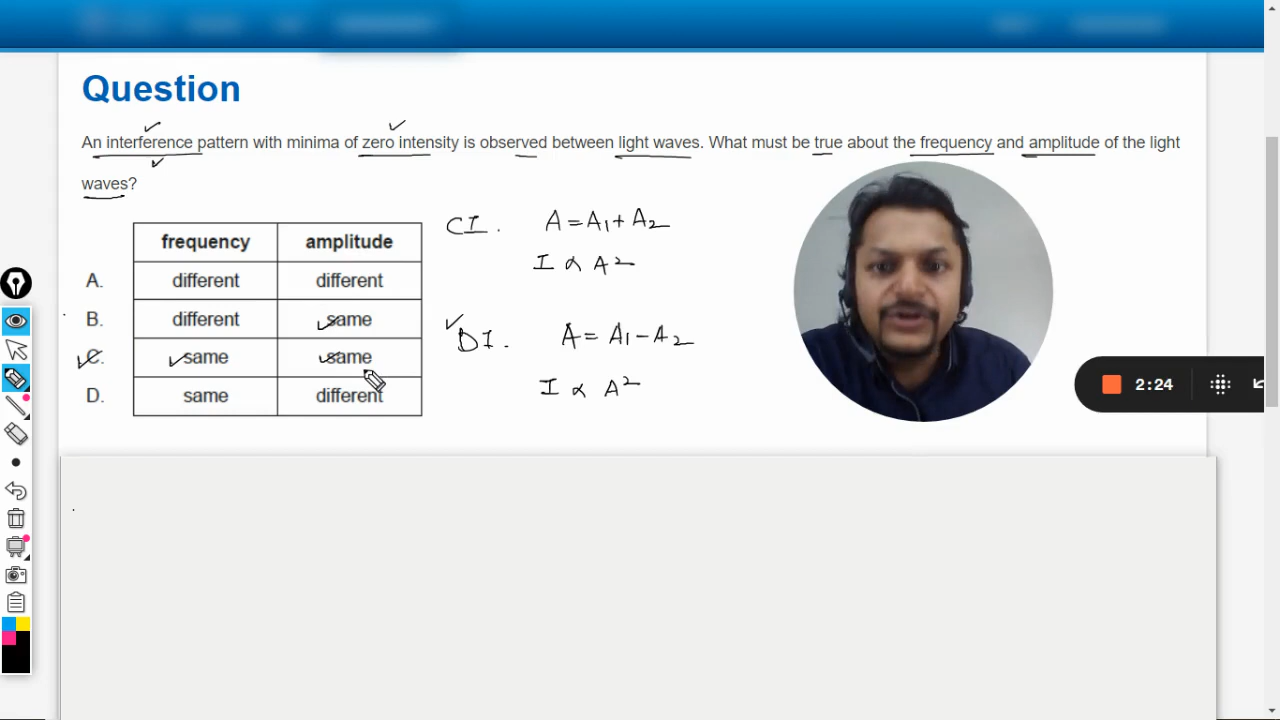 Question
An interference pattern with minima of zero intensity is observed between light waves. What must be true about the frequency and amplitude of the light
waves?
frequency amplitude
A. different different
B. different same
C. same same
D. same different
CI. A = A1 + A2
I ∝ A²
DI. A = A1 - A2
I ∝ A²
2:24